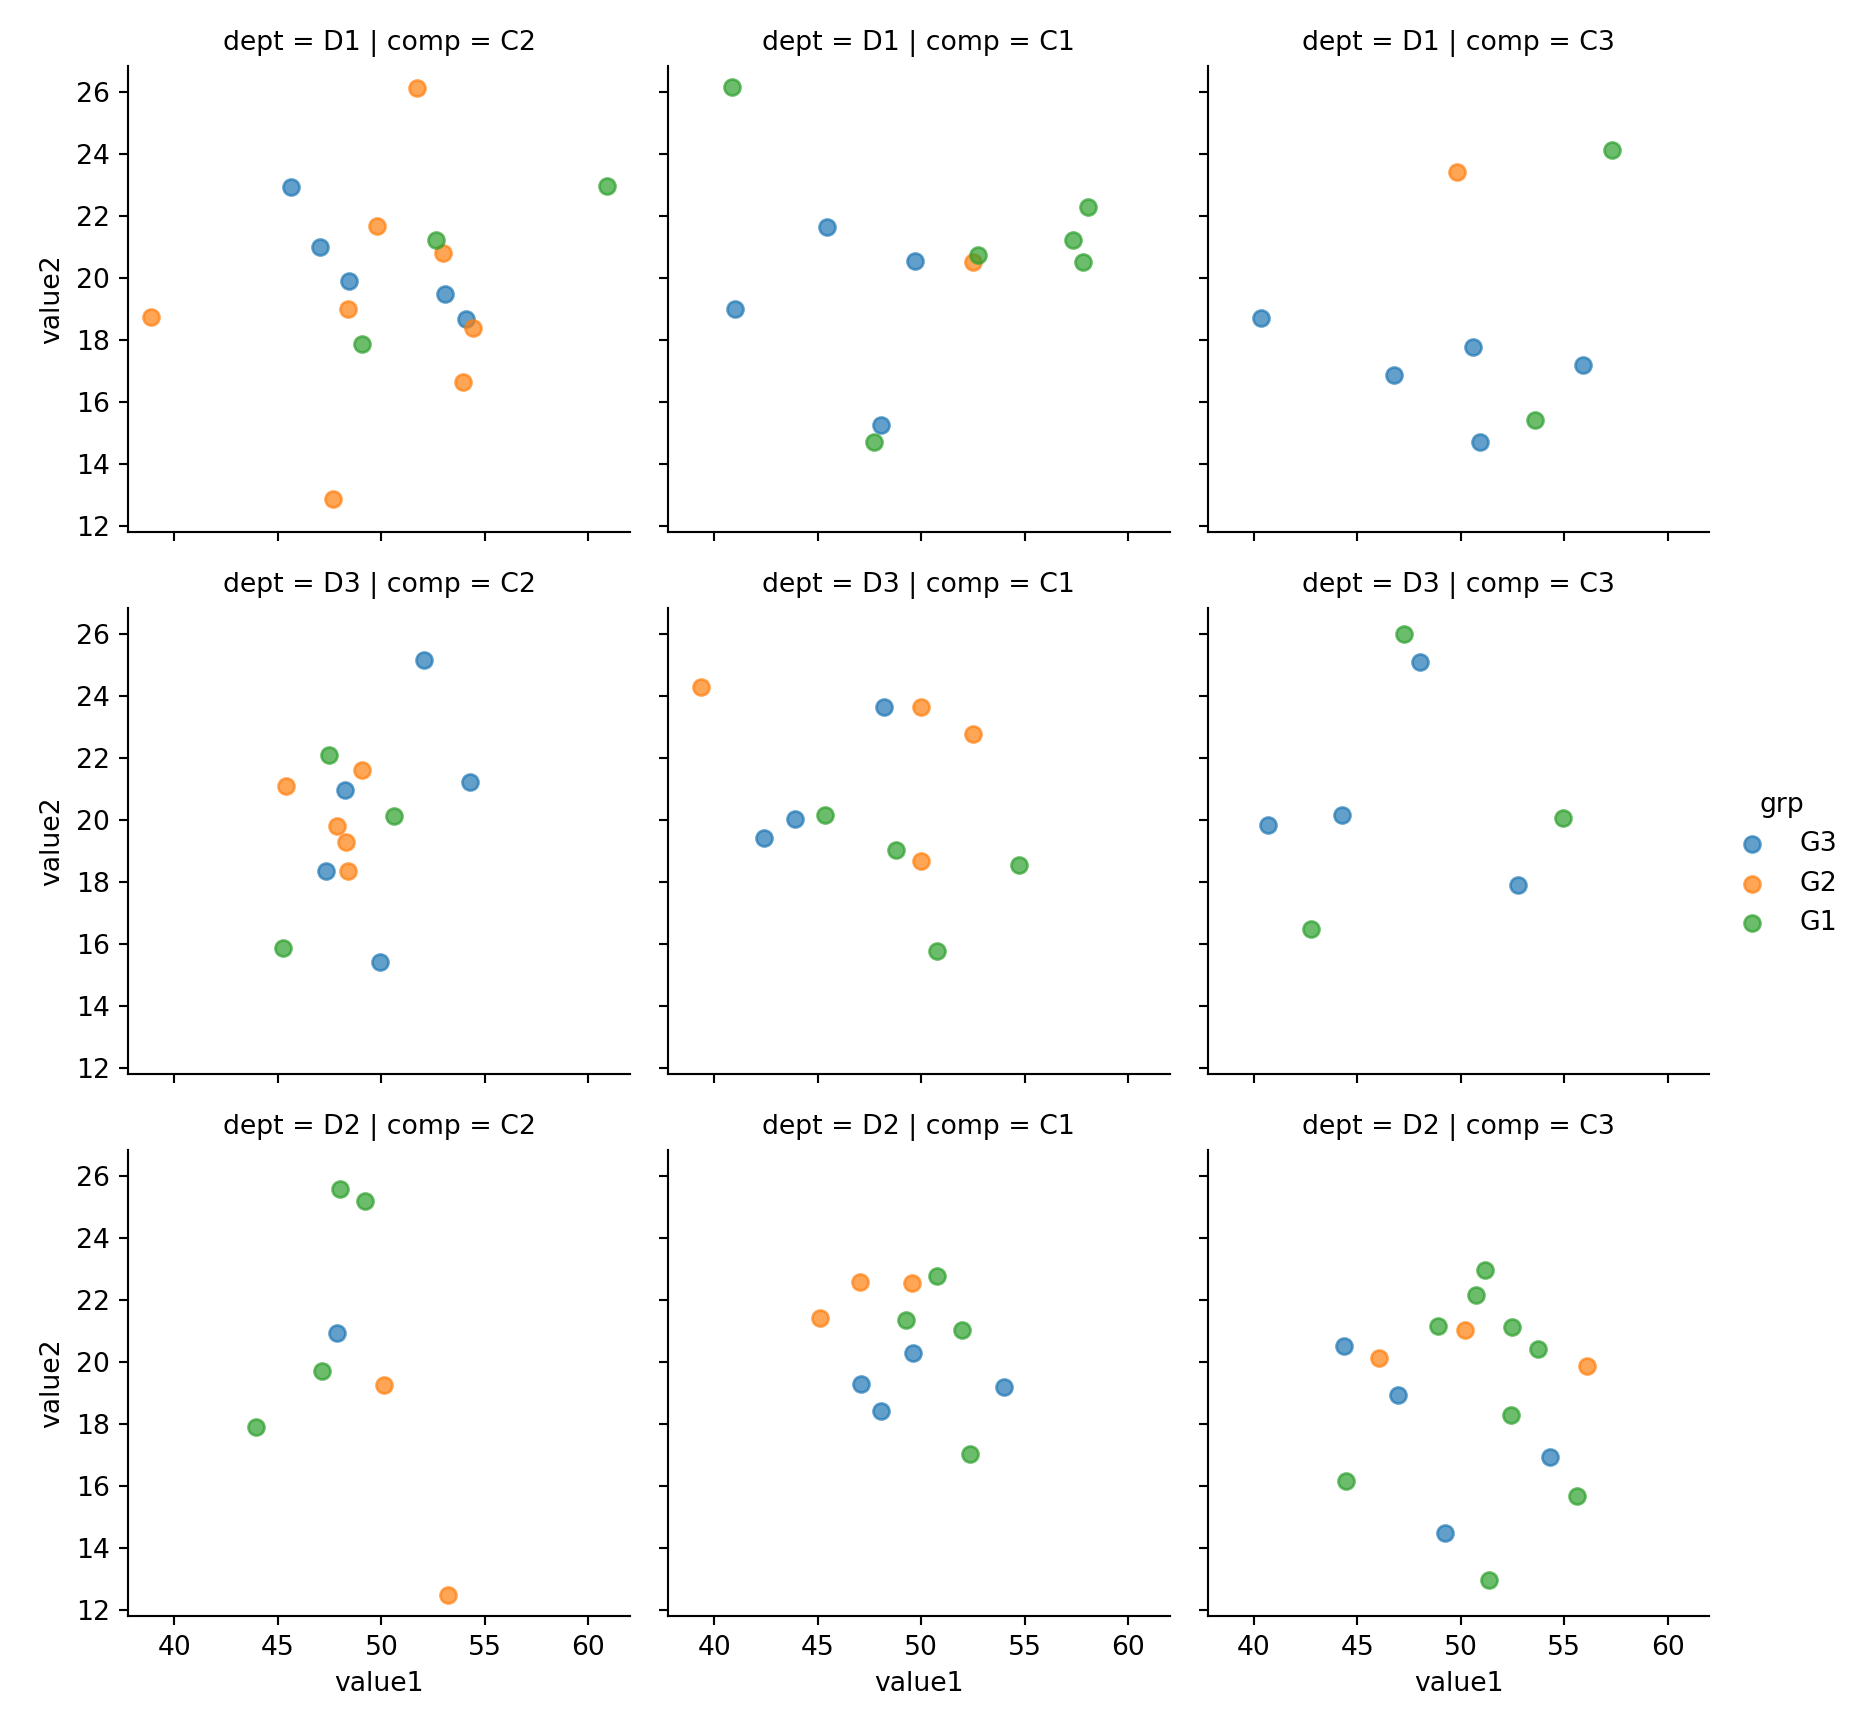 dept = D1 | comp = C2
dept = D1 | comp = C1
dept = D1 | comp = C3
26
24
22
20
18
16
14
12
value2
dept = D3 | comp = C2
dept = D3 | comp = C1
dept = D3 | comp = C3
26
24
22
20
18
16
14
12
value2
grp
G3
G2
G1
dept = D2 | comp = C2
dept = D2 | comp = C1
dept = D2 | comp = C3
26
24
22
20
18
16
14
12
value2
40 45 50 55 60
40 45 50 55 60
40 45 50 55 60
value1
value1
value1